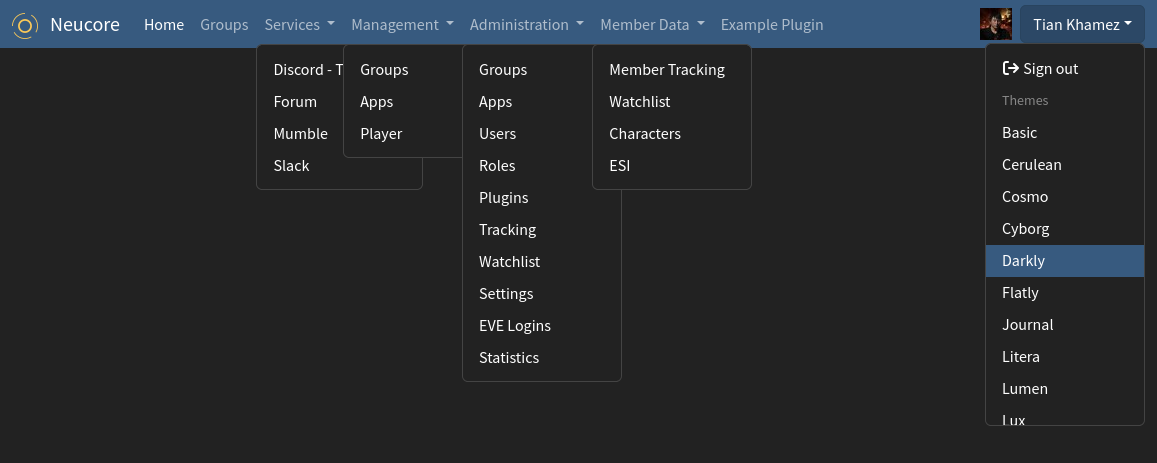 Neucore Home Groups Services Management Administration Member Data Example Plugin Tian Khamez
Discord - T
Forum
Mumble
Slack
Groups
Apps
Player
Groups
Apps
Users
Roles
Plugins
Tracking
Watchlist
Settings
EVE Logins
Statistics
Member Tracking
Watchlist
Characters
ESI
Sign out
Themes
Basic
Cerulean
Cosmo
Cyborg
Darkly
Flatly
Journal
Litera
Lumen
Lux